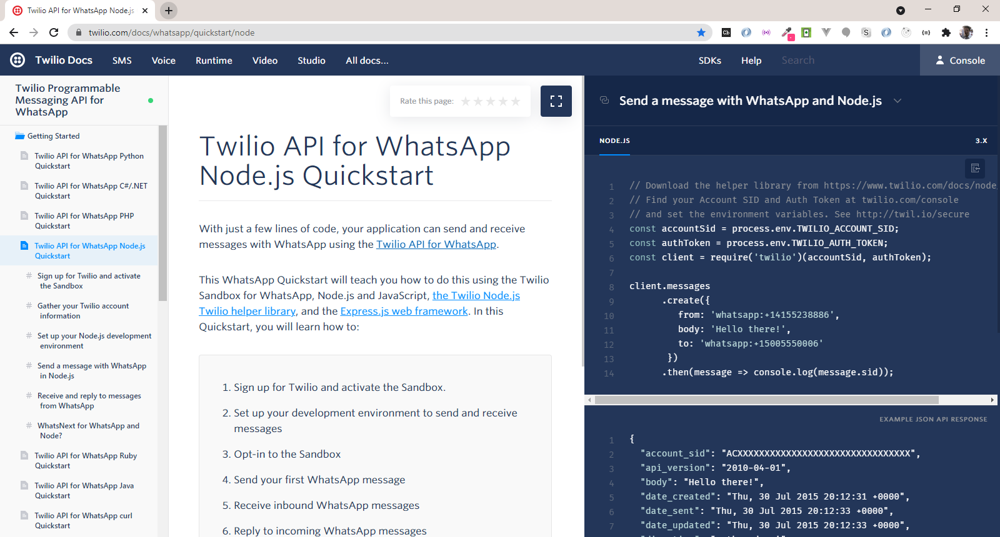 Twilio API for WhatsApp Node.js
twilio.com/docs/whatsapp/quickstart/node
Twilio Docs
SMS
Voice
Runtime
Video
Studio
All docs...
SDKs
Help
Search
Console
Twilio Programmable
Messaging API for
WhatsApp
Getting Started
Twilio API for WhatsApp Python
Quickstart
Twilio API for WhatsApp C#/.NET
Quickstart
Twilio API for WhatsApp PHP
Quickstart
Twilio API for WhatsApp Node.js
Quickstart
# Sign up for Twilio and activate
the Sandbox
# Gather your Twilio account
information
# Set up your Node.js development
environment
# Send a message with WhatsApp
in Node.js
# Receive and reply to messages
from WhatsApp
# WhatsNext for WhatsApp and
Node?
Twilio API for WhatsApp Ruby
Quickstart
Twilio API for WhatsApp Java
Quickstart
Twilio API for WhatsApp curl
Quickstart
Rate this page:
Twilio API for WhatsApp
Node.js Quickstart
With just a few lines of code, your application can send and receive
messages with WhatsApp using the Twilio API for WhatsApp.
This WhatsApp Quickstart will teach you how to do this using the Twilio
Sandbox for WhatsApp, Node.js and JavaScript, the Twilio Node.js
Twilio helper library, and the Express.js web framework. In this
Quickstart, you will learn how to:
1. Sign up for Twilio and activate the Sandbox.
2. Set up your development environment to send and receive
messages
3. Opt-in to the Sandbox
4. Send your first WhatsApp message
5. Receive inbound WhatsApp messages
6. Reply to incoming WhatsApp messages
Send a message with WhatsApp and Node.js
NODE.JS
3.X
1 // Download the helper library from https://www.twilio.com/docs/node
2 // Find your Account SID and Auth Token at twilio.com/console
3 // and set the environment variables. See http://twil.io/secure
4 const accountSid = process.env.TWILIO_ACCOUNT_SID;
5 const authToken = process.env.TWILIO_AUTH_TOKEN;
6 const client = require('twilio')(accountSid, authToken);
7
8 client.messages
9 .create({
10 from: 'whatsapp:+14155238886',
11 body: 'Hello there!',
12 to: 'whatsapp:+15005550006'
13 })
14 .then(message => console.log(message.sid));
EXAMPLE JSON API RESPONSE
1 {
2 "account_sid": "ACXXXXXXXXXXXXXXXXXXXXXXXXXXXXXXXX",
3 "api_version": "2010-04-01",
4 "body": "Hello there!",
5 "date_created": "Thu, 30 Jul 2015 20:12:31 +0000",
6 "date_sent": "Thu, 30 Jul 2015 20:12:33 +0000",
7 "date_updated": "Thu, 30 Jul 2015 20:12:33 +0000",